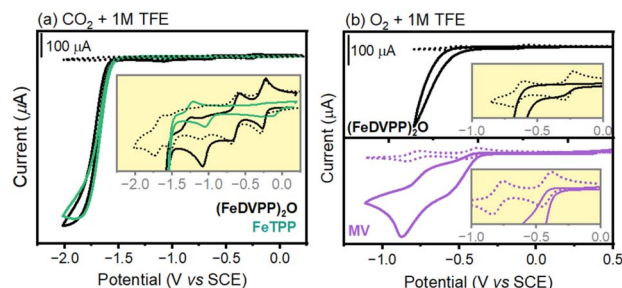 (a) CO₂ + 1M TFE
100 µA
Current (µA)
-2.0 -1.5 -1.0 -0.5 0.0
(FeDVPP)₂O
FeTPP
-2.0 -1.5 -1.0 -0.5 0.0
Potential (V vs SCE)
(b) O₂ + 1M TFE
100 µA
Current (µA)
(FeDVPP)₂O
-1.0 -0.5 0.0
MV
-1.0 -0.5 0.0
-1.0 -0.5 0.0 0.5
Potential (V vs SCE)